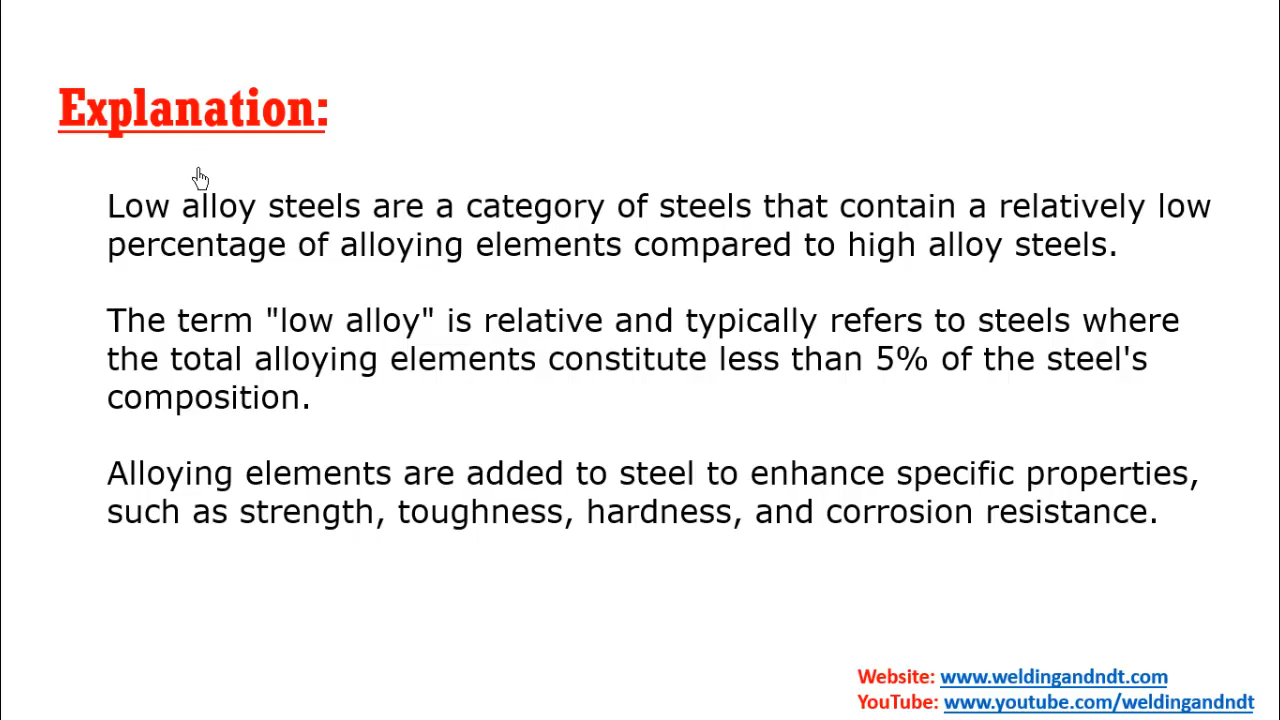 Explanation:
Low alloy steels are a category of steels that contain a relatively low
percentage of alloying elements compared to high alloy steels.
The term "low alloy" is relative and typically refers to steels where
the total alloying elements constitute less than 5% of the steel's
composition.
Alloying elements are added to steel to enhance specific properties,
such as strength, toughness, hardness, and corrosion resistance.
Website: www.weldingandndt.com
YouTube: www.youtube.com/weldingandndt